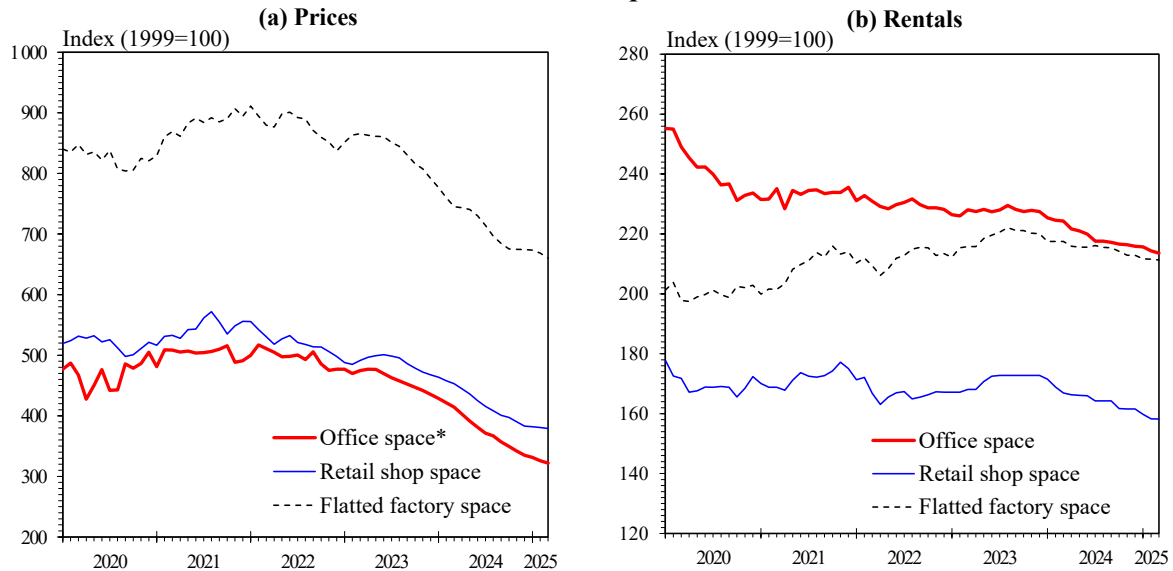 (a) Prices
Index (1999=100)
1000
900
800
700
600
500
400
300
200
2020 2021 2022 2023 2024 2025
Office space*
Retail shop space
Flatted factory space
(b) Rentals
Index (1999=100)
280
260
240
220
200
180
160
140
120
2020 2021 2022 2023 2024 2025
Office space
Retail shop space
Flatted factory space